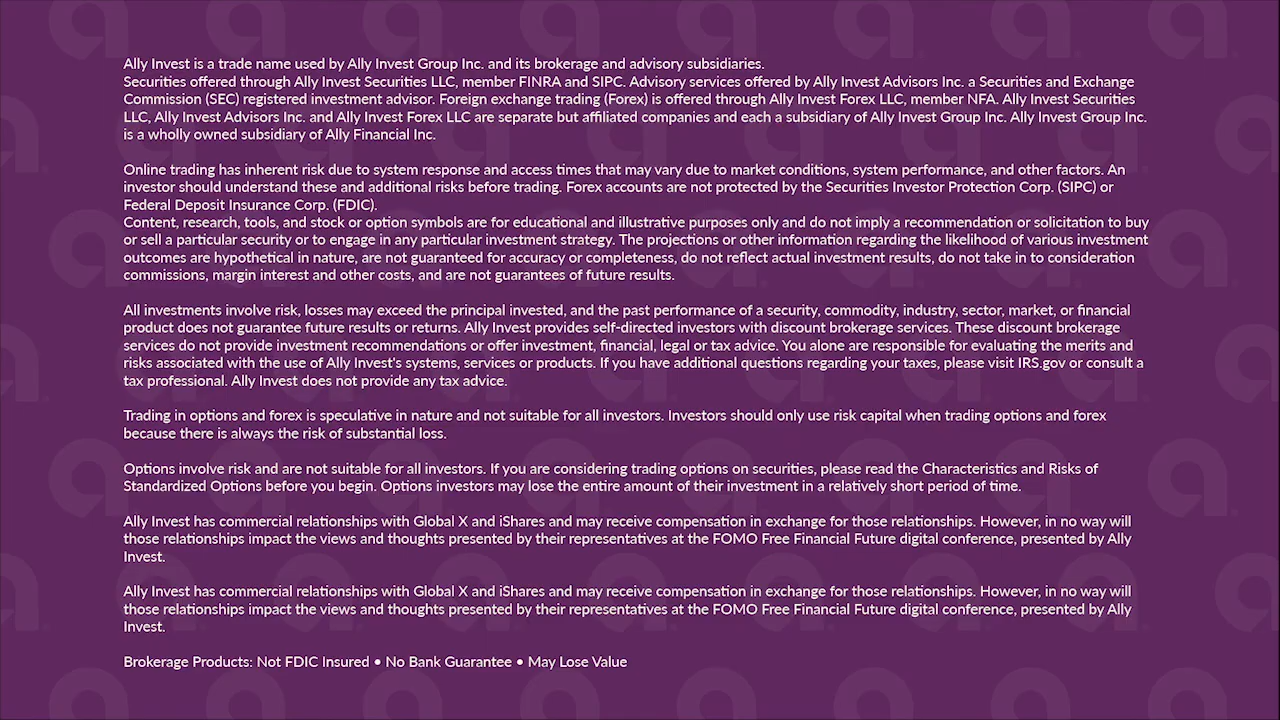 Ally Invest is a trade name used by Ally Invest Group Inc. and its brokerage and advisory subsidiaries.
Securities offered through Ally Invest Securities LLC, member FINRA and SIPC. Advisory services offered by Ally Invest Advisors Inc. a Securities and Exchange
Commission (SEC) registered investment advisor. Foreign exchange trading (Forex) is offered through Ally Invest Forex LLC, member NFA. Ally Invest Securities
LLC, Ally Invest Advisors Inc. and Ally Invest Forex LLC are separate but affiliated companies and each a subsidiary of Ally Invest Group Inc. Ally Invest Group Inc.
is a wholly owned subsidiary of Ally Financial Inc.
Online trading has inherent risk due to system response and access times that may vary due to market conditions, system performance, and other factors. An
investor should understand these and additional risks before trading. Forex accounts are not protected by the Securities Investor Protection Corp. (SIPC) or
Federal Deposit Insurance Corp. (FDIC).
Content, research, tools, and stock or option symbols are for educational and illustrative purposes only and do not imply a recommendation or solicitation to buy
or sell a particular security or to engage in any particular investment strategy. The projections or other information regarding the likelihood of various investment
outcomes are hypothetical in nature, are not guaranteed for accuracy or completeness, do not reflect actual investment results, do not take in to consideration
commissions, margin interest and other costs, and are not guarantees of future results.
All investments involve risk, losses may exceed the principal invested, and the past performance of a security, commodity, industry, sector, market, or financial
product does not guarantee future results or returns. Ally Invest provides self-directed investors with discount brokerage services. These discount brokerage
services do not provide investment recommendations or offer investment, financial, legal or tax advice. You alone are responsible for evaluating the merits and
risks associated with the use of Ally Invest's systems, services or products. If you have additional questions regarding your taxes, please visit IRS.gov or consult a
tax professional. Ally Invest does not provide any tax advice.
Trading in options and forex is speculative in nature and not suitable for all investors. Investors should only use risk capital when trading options and forex
because there is always the risk of substantial loss.
Options involve risk and are not suitable for all investors. If you are considering trading options on securities, please read the Characteristics and Risks of
Standardized Options before you begin. Options investors may lose the entire amount of their investment in a relatively short period of time.
Ally Invest has commercial relationships with Global X and iShares and may receive compensation in exchange for those relationships. However, in no way will
those relationships impact the views and thoughts presented by their representatives at the FOMO Free Financial Future digital conference, presented by Ally
Invest.
Ally Invest has commercial relationships with Global X and iShares and may receive compensation in exchange for those relationships. However, in no way will
those relationships impact the views and thoughts presented by their representatives at the FOMO Free Financial Future digital conference, presented by Ally
Invest.
Brokerage Products: Not FDIC Insured • No Bank Guarantee • May Lose Value